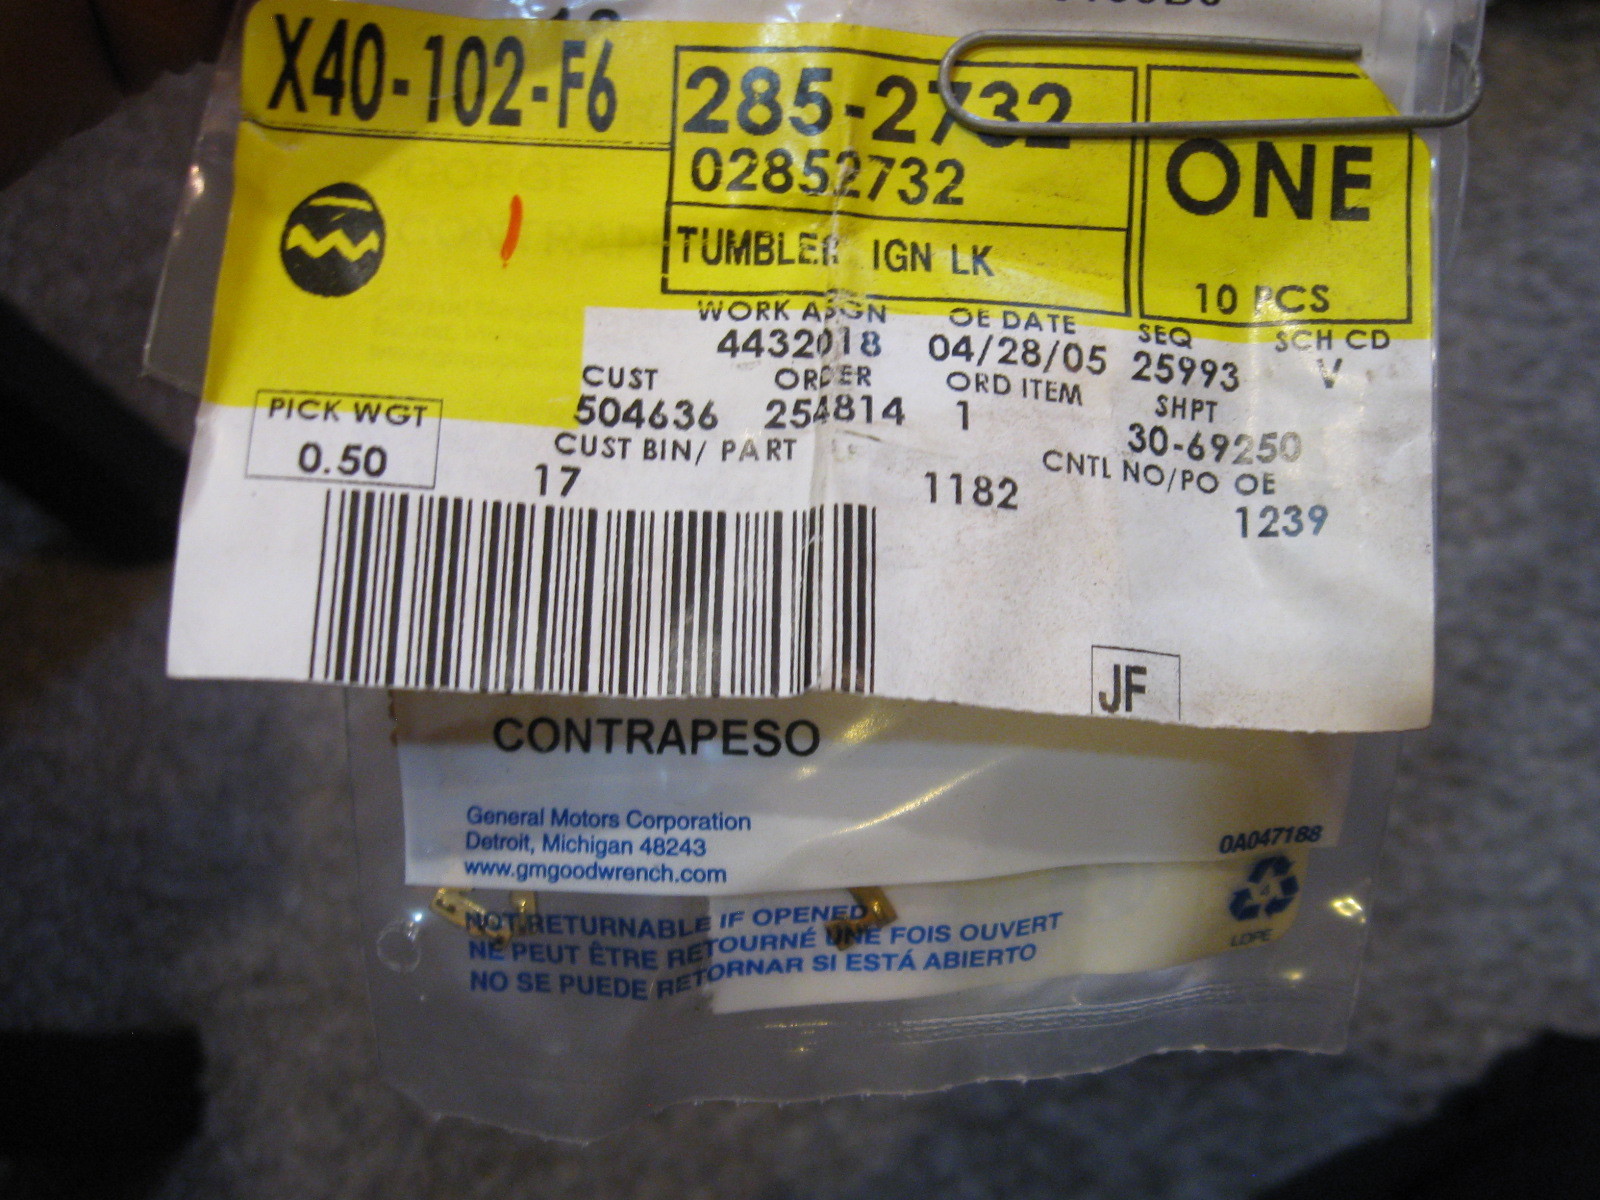 X40-102-F6
285-2732
02852732
TUMBLER IGN LK
ONE
10 PCS
WORK ASGN
4432018
OE DATE
04/28/05
SEQ
25993
SCH CD
V
CUST
504636
ORDER
254814
ORD ITEM
1
SHPT
30-69250
PICK WGT
0.50
CUST BIN/ PART
17
1182
CNTL NO/PO OE
1239
JF
CONTRAPESO
General Motors Corporation
Detroit, Michigan 48243
www.gmgoodwrench.com
0A047188
4
LDPE
NOT RETURNABLE IF OPENED
NE PEUT ÊTRE RETOURNÉ UNE FOIS OUVERT
NO SE PUEDE RETORNAR SI ESTÁ ABIERTO